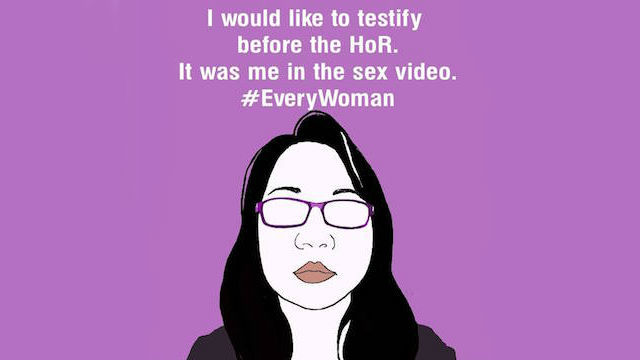 I would like to testify
before the HoR.
It was me in the sex video.
#EveryWoman